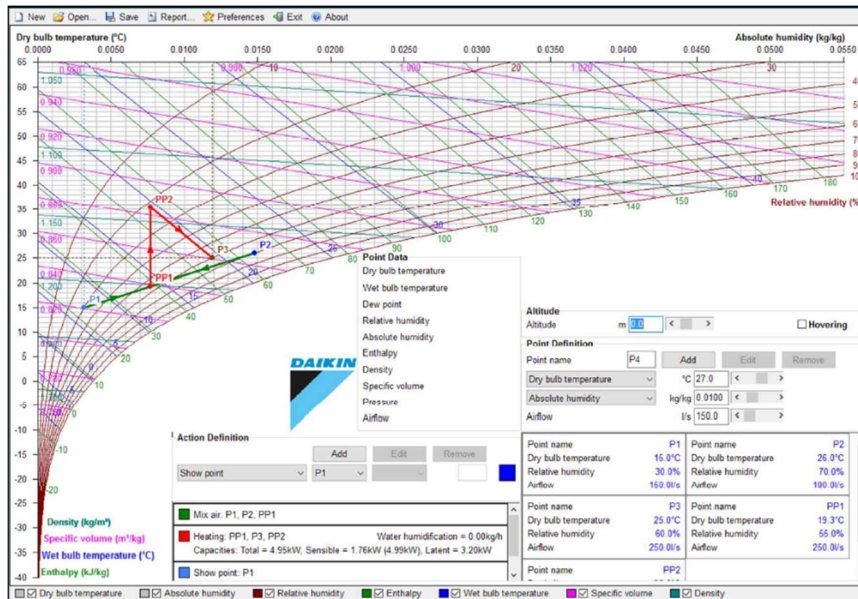 New Open... Save Report... Preferences Exit About
Dry bulb temperature (°C) Absolute humidity (kg/kg)
0.0000 0.0050 0.0100 0.0150 0.0200 0.0250 0.0300 0.0350 0.0400 0.0450 0.0500 0.0550
65
60
55
50
45
40
35
30
25
20
15
10
5
0
-5
-10
-15
-20
-25
-30
-35
-40
10 20 30
1.000 1.020
Relative humidity (%
PP2
P3
P2
PP1
P1
DAIKIN
Point Data
Dry bulb temperature
Wet bulb temperature
Dew point
Relative humidity
Absolute humidity
Enthalpy
Density
Specific volume
Pressure
Airflow
Altitude
Altitude m 0.0 < > Hovering
Point Definition
Point name P4 Add Edit Remove
Dry bulb temperature °C 27.0 < >
Absolute humidity kg/kg 0.0100 < >
Airflow l/s 150.0 < >
Action Definition
Add Edit Remove
Show point P1
Mix air: P1, P2, PP1
Heating: PP1, P3, PP2 Water humidification = 0.00kg/h
Capacities: Total = 4.95kW, Sensible = 1.76kW (4.99kW), Latent = 3.20kW
Show point: P1
Point name P1
Dry bulb temperature 15.0°C
Relative humidity 30.0%
Airflow 150.0l/s
Point name P2
Dry bulb temperature 26.0°C
Relative humidity 70.0%
Airflow 100.0l/s
Point name P3
Dry bulb temperature 25.0°C
Relative humidity 60.0%
Airflow 250.0l/s
Point name PP1
Dry bulb temperature 19.3°C
Relative humidity 55.0%
Airflow 250.0l/s
Point name PP2
Density (kg/m³)
Specific volume (m³/kg)
Wet bulb temperature (°C)
Enthalpy (kJ/kg)
Dry bulb temperature Absolute humidity Relative humidity Enthalpy Wet bulb temperature Specific volume Density